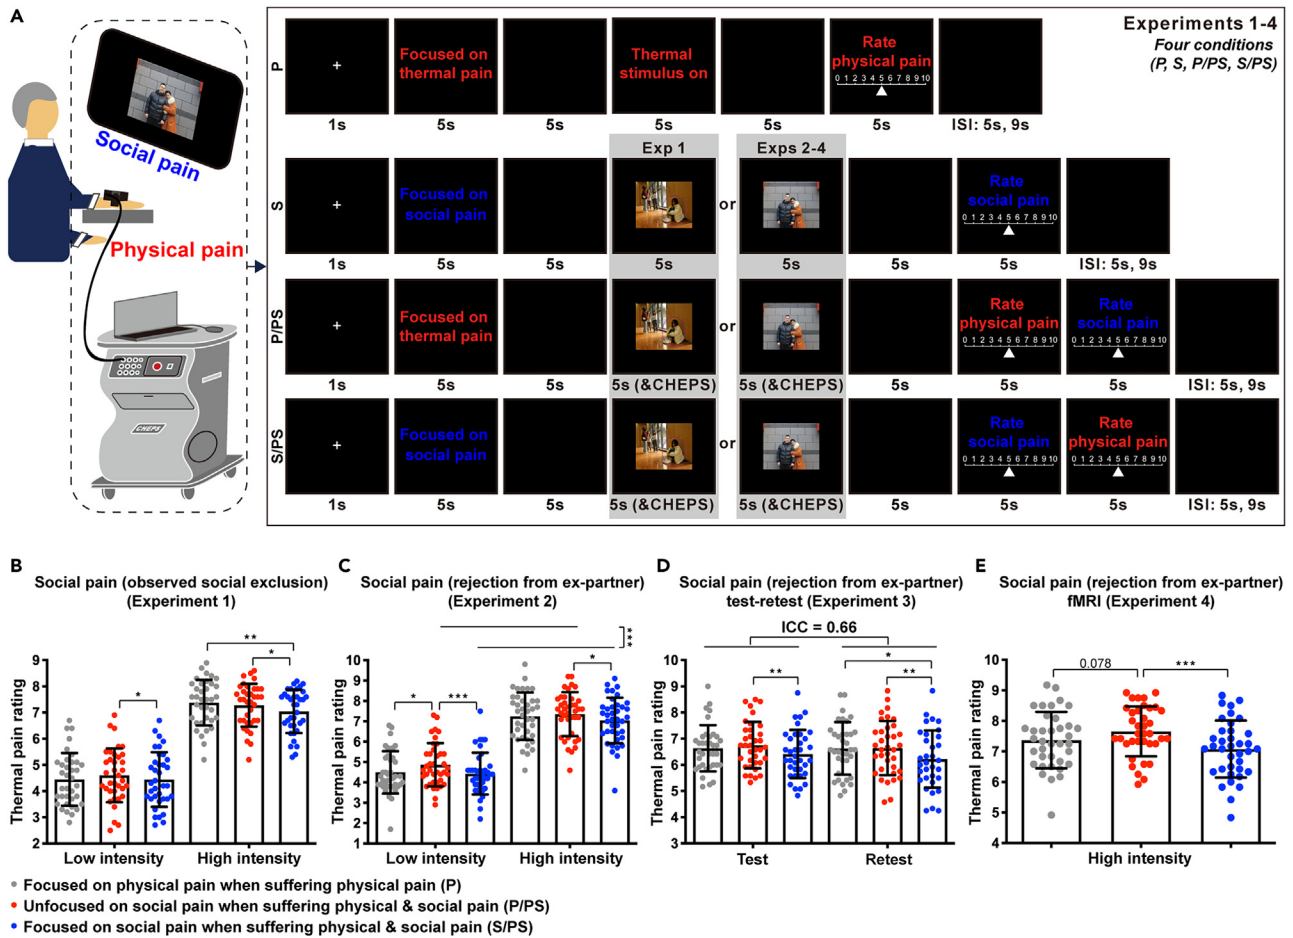 A
Social pain
Physical pain
CHEPS
Experiments 1-4
Four conditions
(P, S, P/PS, S/PS)
P
+
Focused on
thermal pain
Thermal
stimulus on
Rate
physical pain
0 1 2 3 4 5 6 7 8 9 10
1s 5s 5s 5s 5s 5s ISI: 5s, 9s
Exp 1 Exps 2-4
S
+
Focused on
social pain
or
Rate
social pain
0 1 2 3 4 5 6 7 8 9 10
1s 5s 5s 5s 5s 5s 5s ISI: 5s, 9s
P/PS
+
Focused on
thermal pain
or
Rate
physical pain
0 1 2 3 4 5 6 7 8 9 10
Rate
social pain
0 1 2 3 4 5 6 7 8 9 10
1s 5s 5s 5s (&CHEPS) 5s (&CHEPS) 5s 5s 5s ISI: 5s, 9s
S/PS
+
Focused on
social pain
or
Rate
social pain
0 1 2 3 4 5 6 7 8 9 10
Rate
physical pain
0 1 2 3 4 5 6 7 8 9 10
1s 5s 5s 5s (&CHEPS) 5s (&CHEPS) 5s 5s 5s ISI: 5s, 9s
B
Social pain (observed social exclusion)
(Experiment 1)
Thermal pain rating
9
8
7
6
5
4
3
2
*
**
*
Low intensity High intensity
C
Social pain (rejection from ex-partner)
(Experiment 2)
Thermal pain rating
10
9
8
7
6
5
4
3
2
1
***
*
***
*
Low intensity High intensity
D
Social pain (rejection from ex-partner)
test-retest (Experiment 3)
ICC = 0.66
Thermal pain rating
10
9
8
7
6
5
4
3
**
*
**
Test Retest
E
Social pain (rejection from ex-partner)
fMRI (Experiment 4)
Thermal pain rating
10
9
8
7
6
5
4
0.078
***
High intensity
Focused on physical pain when suffering physical pain (P)
Unfocused on social pain when suffering physical & social pain (P/PS)
Focused on social pain when suffering physical & social pain (S/PS)